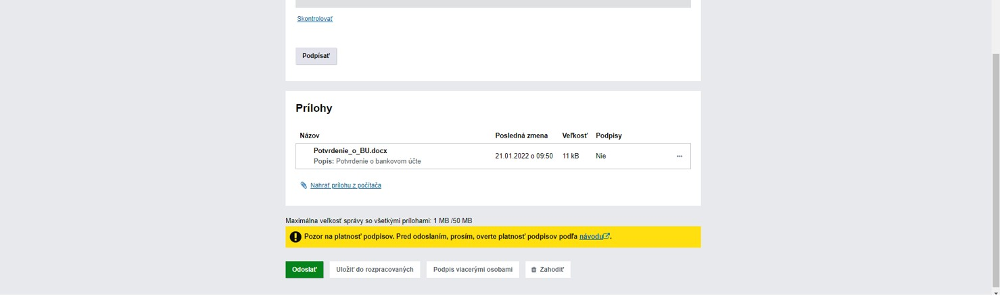 Skontrolovať
Podpísať
Prílohy
Názov Posledná zmena Veľkosť Podpisy
Potvrdenie_o_BU.docx
Popis: Potvrdenie o bankovom účte
21.01.2022 o 09:50 11 kB Nie
Nahrať prílohu z počítača
Maximálna veľkosť správy so všetkými prílohami: 1 MB /50 MB
Pozor na platnosť podpisov. Pred odoslaním, prosím, overte platnosť podpisov podľa návodu.
Odoslať Uložiť do rozpracovaných Podpis viacerými osobami Zahodiť